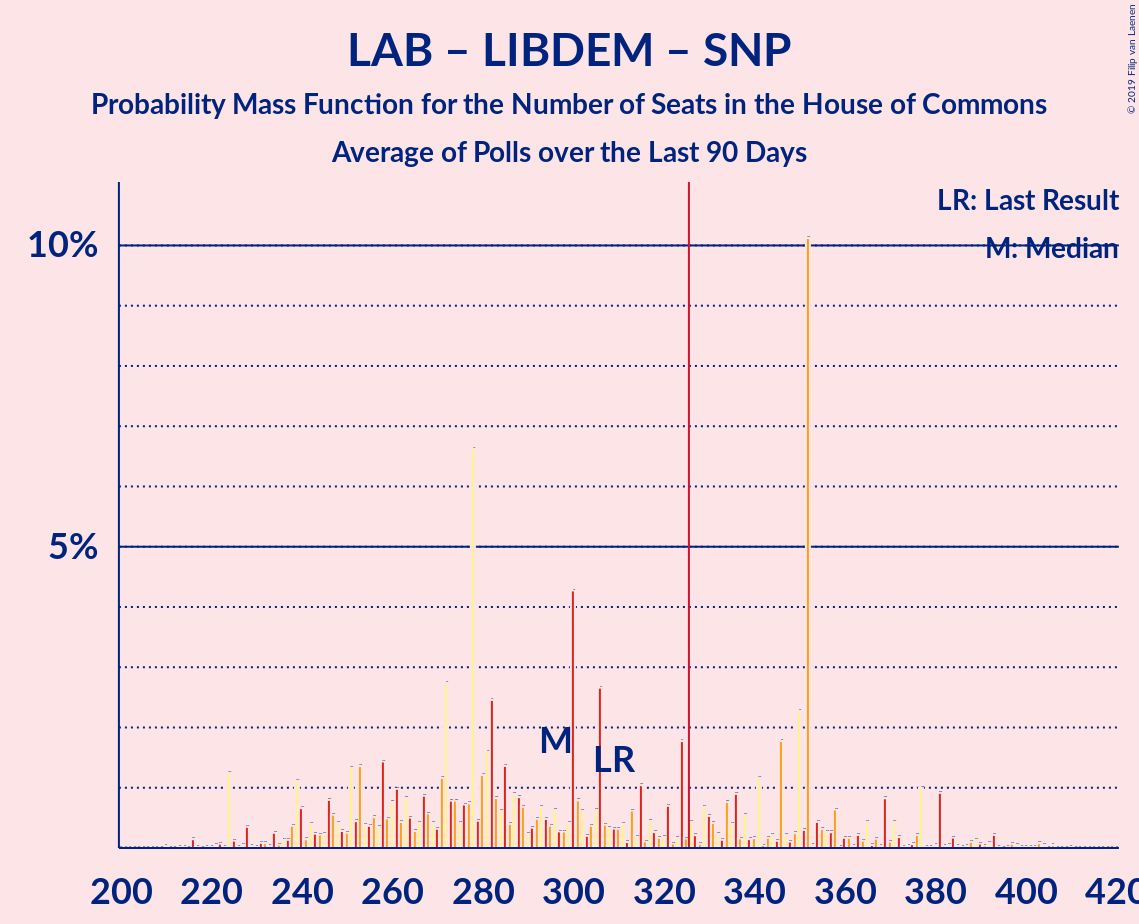 LAB – LIBDEM – SNP
Probability Mass Function for the Number of Seats in the House of Commons
Average of Polls over the Last 90 Days
© 2019 Filip van Laenen
LR: Last Result
M: Median
10%
5%
M
LR
200 220 240 260 280 300 320 340 360 380 400 420